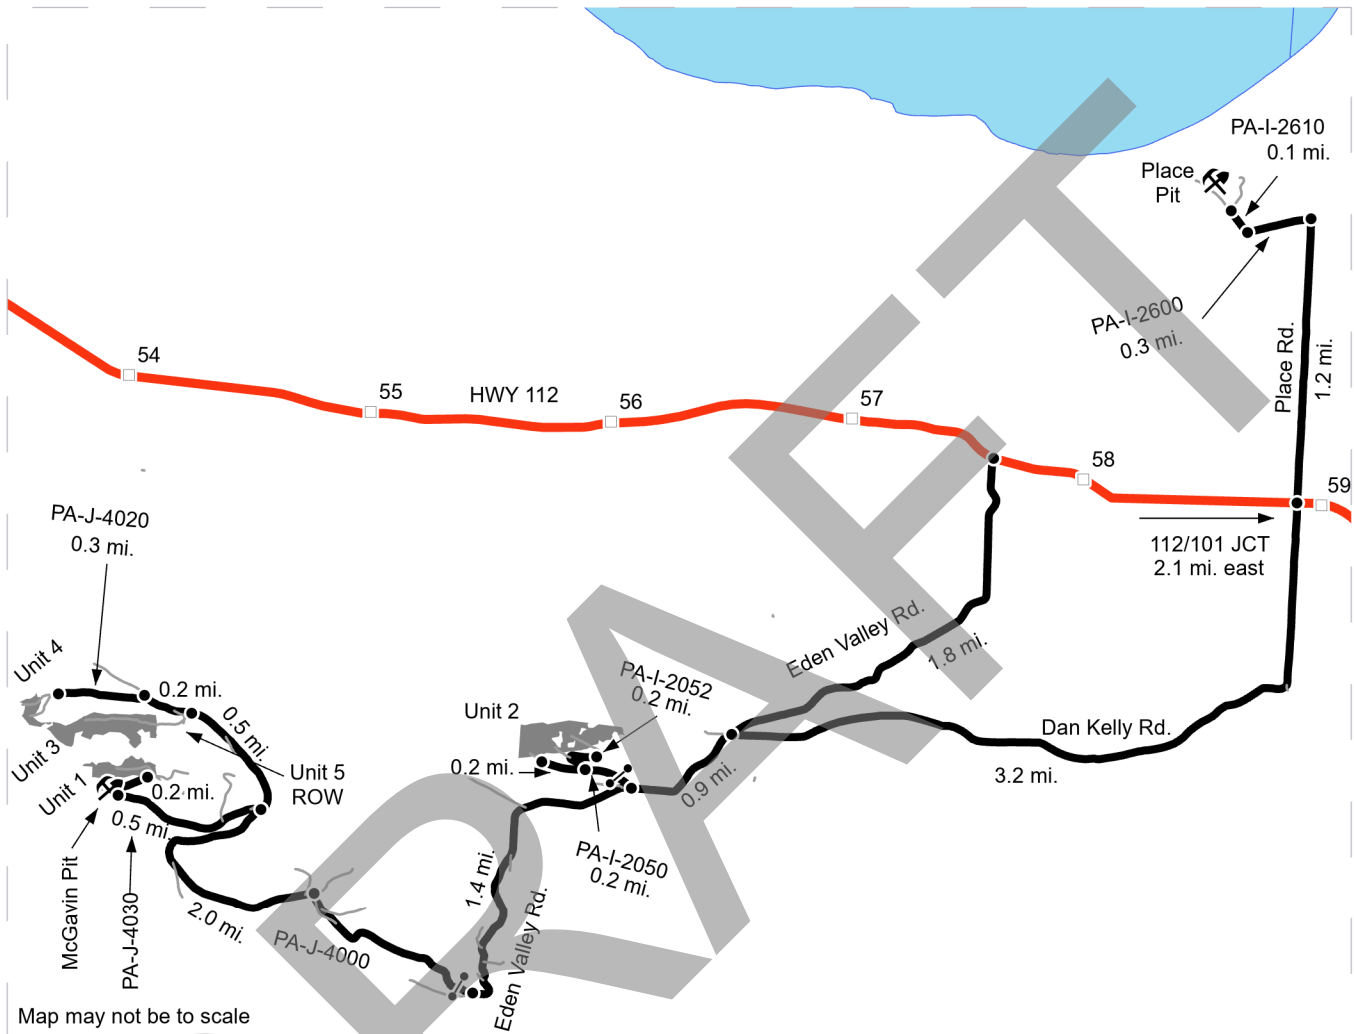 PA-I-2610
0.1 mi.
Place
Pit
PA-I-2600
0.3 mi.
Place Rd.
1.2 mi.
54
55
HWY 112
56
57
58
59
112/101 JCT
2.1 mi. east
PA-J-4020
0.3 mi.
Eden Valley Rd.
1.8 mi.
Unit 4
0.2 mi.
0.5 mi.
PA-I-2052
0.2 mi.
Unit 2
Dan Kelly Rd.
3.2 mi.
Unit 3
Unit 5
ROW
0.2 mi.
0.9 mi.
Unit 1
0.2 mi.
0.5 mi.
PA-I-2050
0.2 mi.
McGavin Pit
PA-J-4030
2.0 mi.
PA-J-4000
1.4 mi.
Eden Valley Rd.
Map may not be to scale
DRAFT